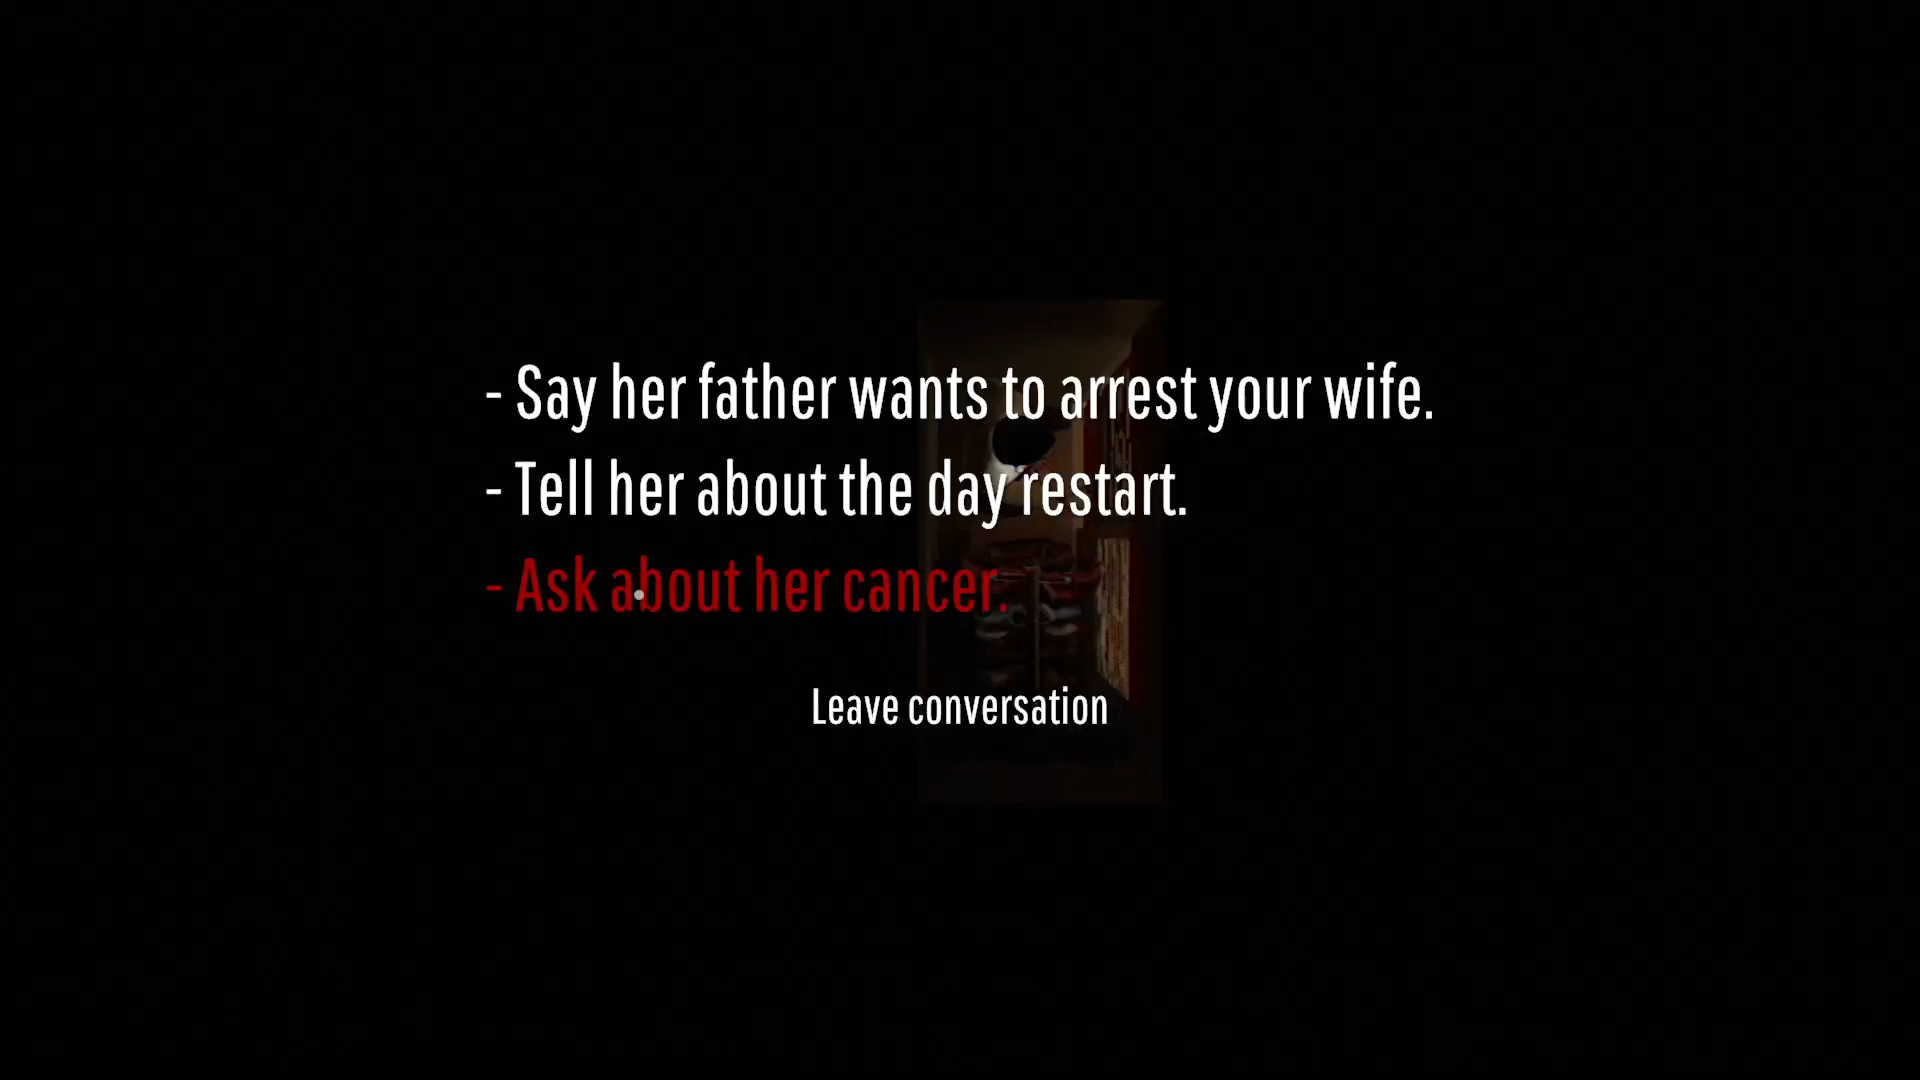 - Say her father wants to arrest your wife.
- Tell her about the day restart.
- Ask about her cancer.
Leave conversation